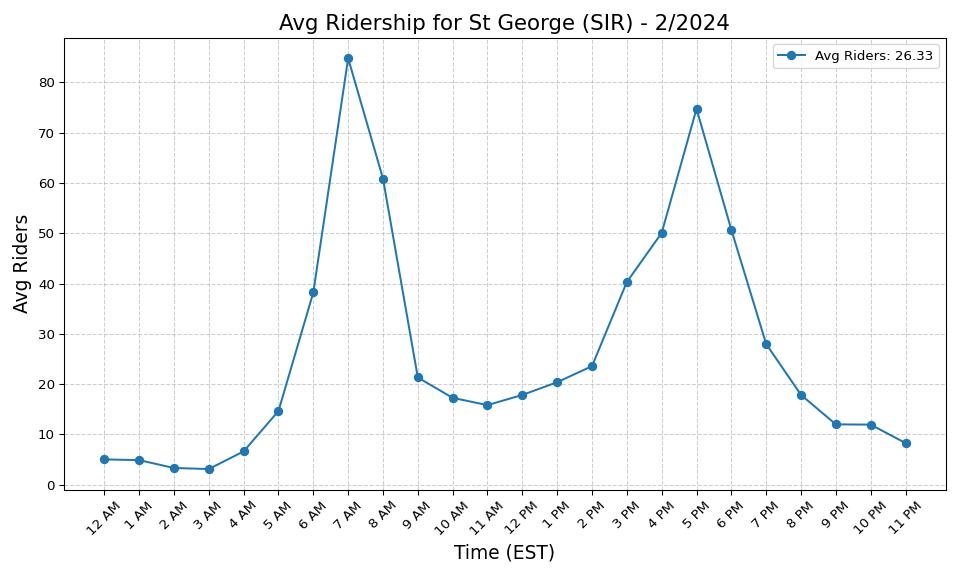 Avg Ridership for St George (SIR) - 2/2024
Avg Riders: 26.33
Avg Riders
80
70
60
50
40
30
20
10
0
12 AM
1 AM
2 AM
3 AM
4 AM
5 AM
6 AM
7 AM
8 AM
9 AM
10 AM
11 AM
12 PM
1 PM
2 PM
3 PM
4 PM
5 PM
6 PM
7 PM
8 PM
9 PM
10 PM
11 PM
Time (EST)